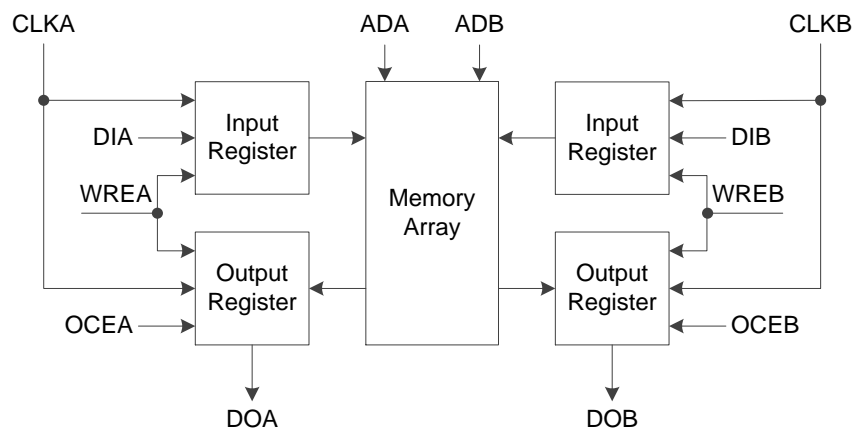 CLKA
ADA
ADB
CLKB
Input
Register
Input
Register
DIA
DIB
WREA
Memory
Array
WREB
Output
Register
Output
Register
OCEA
OCEB
DOA
DOB